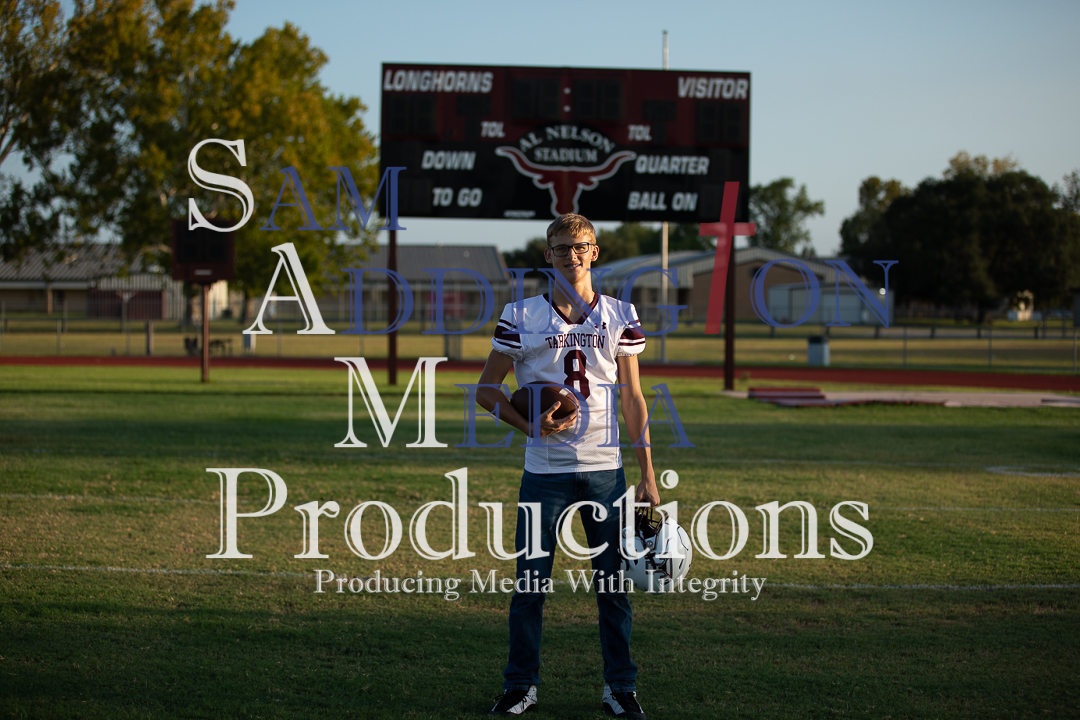 LONGHORNS VISITOR
TOL TOL
AL NELSON
STADIUM
DOWN QUARTER
TO GO BALL ON
SAM
ADDINGTON
TARKINGTON
8
MEDIA
Productions
Producing Media With Integrity